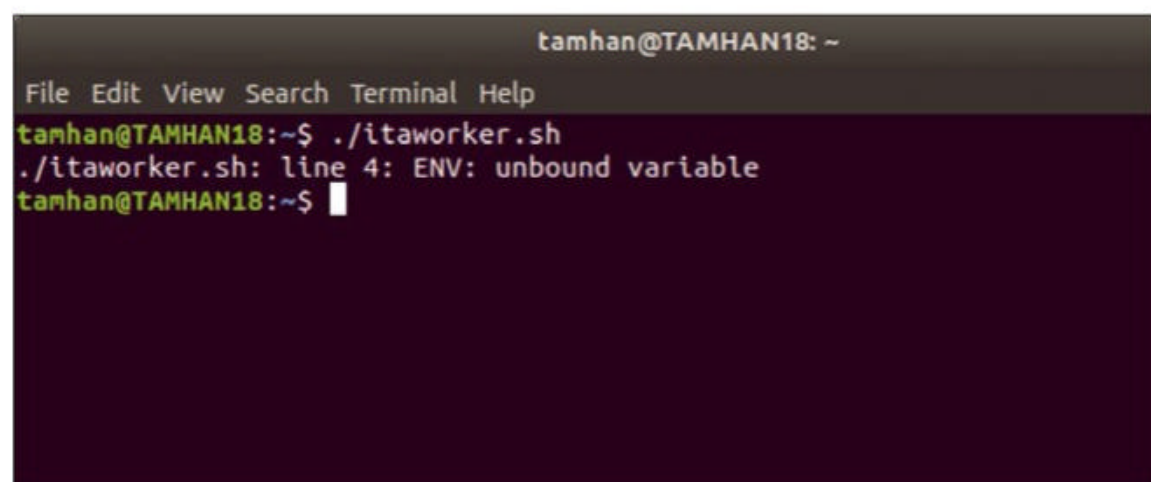 tamhan@TAMHAN18: ~
File Edit View Search Terminal Help
tamhan@TAMHAN18:~$ ./itaworker.sh
./itaworker.sh: line 4: ENV: unbound variable
tamhan@TAMHAN18:~$